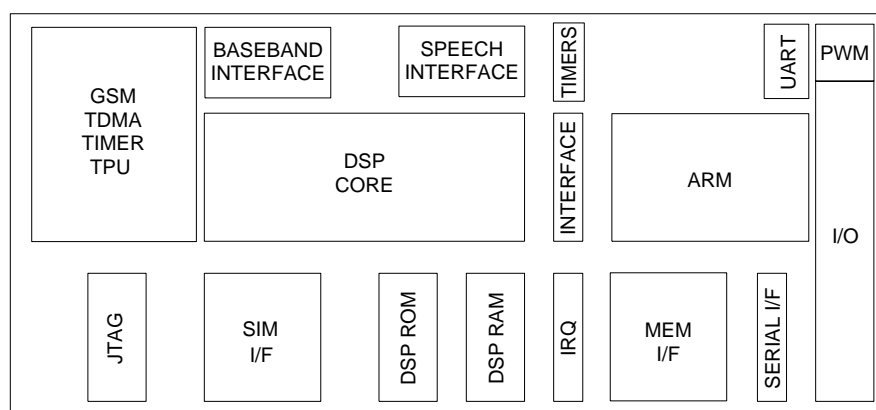 GSM
TDMA
TIMER
TPU
BASEBAND
INTERFACE
SPEECH
INTERFACE
TIMERS
UART
PWM
DSP
CORE
INTERFACE
ARM
I/O
JTAG
SIM
I/F
DSP ROM
DSP RAM
IRQ
MEM
I/F
SERIAL I/F